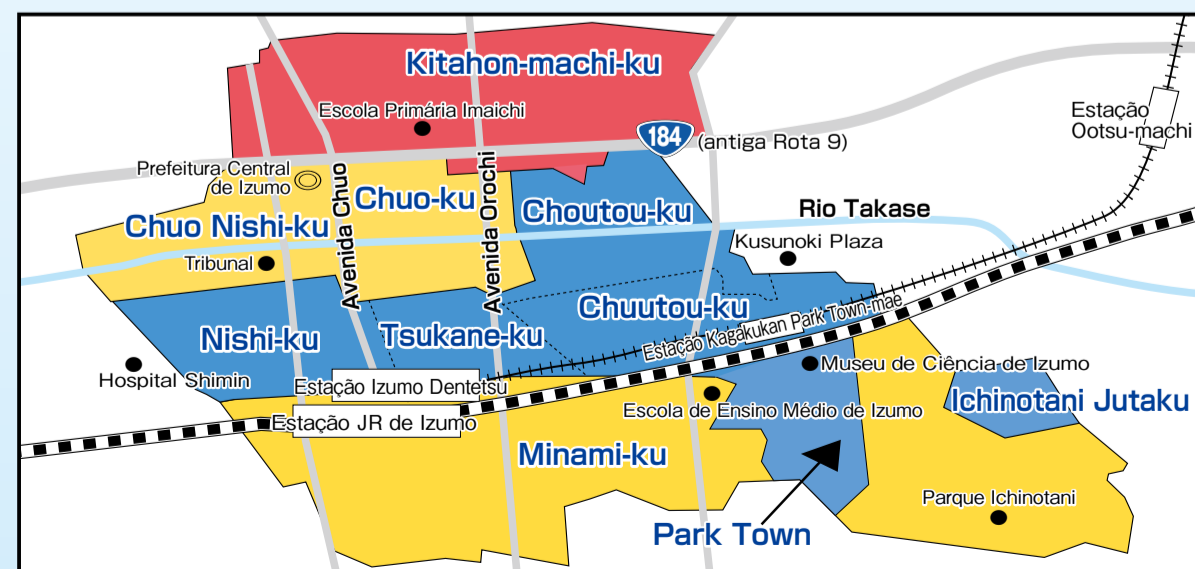 Kitahon-machi-ku
Escola Primária Imaichi
184
(antiga Rota 9)
Estação
Ootsu-machi
Prefeitura Central
de Izumo
Chuo-ku
Avenida Chuo
Avenida Orochi
Choutou-ku
Chuo Nishi-ku
Rio Takase
Kusunoki Plaza
Tribunal
Chuutou-ku
Nishi-ku
Tsukane-ku
Estação Kagakukan Park Town-mae
Hospital Shimin
Estação Izumo Dentetsu
Museu de Ciência de Izumo
Ichinotani Jutaku
Escola de Ensino Médio de Izumo
Estação JR de Izumo
Minami-ku
Parque Ichinotani
Park Town